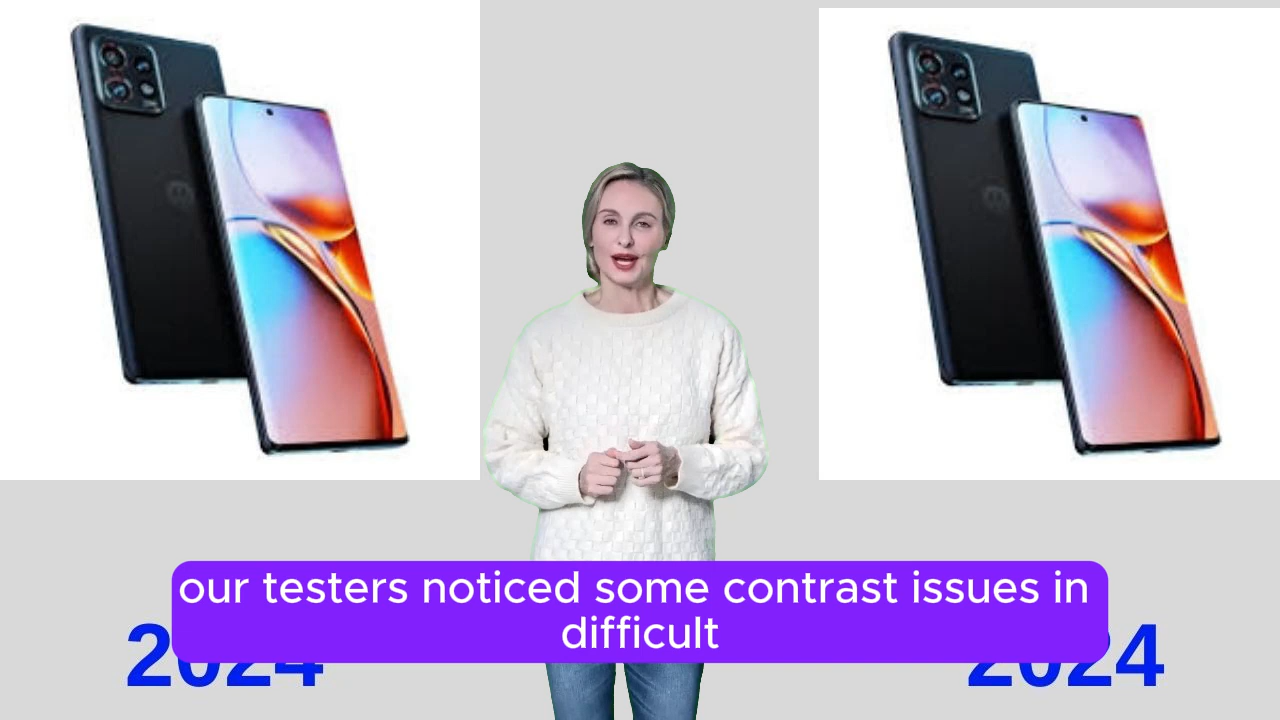 our testers noticed some contrast issues in
difficult
2024
2024